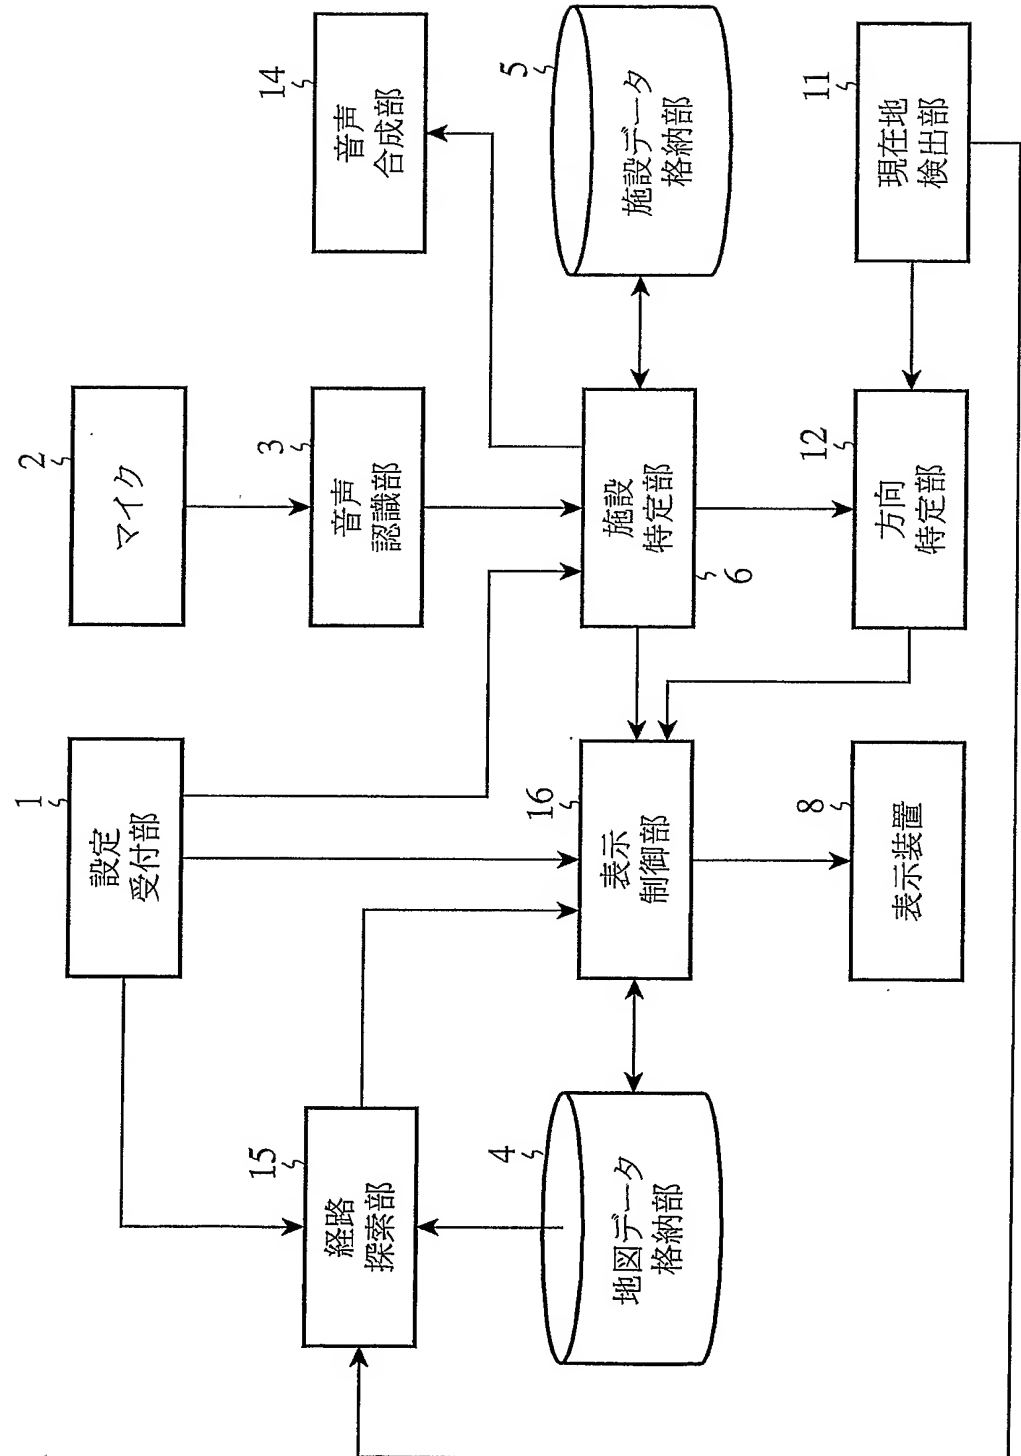 1
設定
受付部
2
マイク
15
経路
探索部
3
音声
認識部
14
音声
合成部
4
地図データ
格納部
16
表示
制御部
施設
特定部
6
5
施設データ
格納部
8
表示装置
12
方向
特定部
11
現在地
検出部